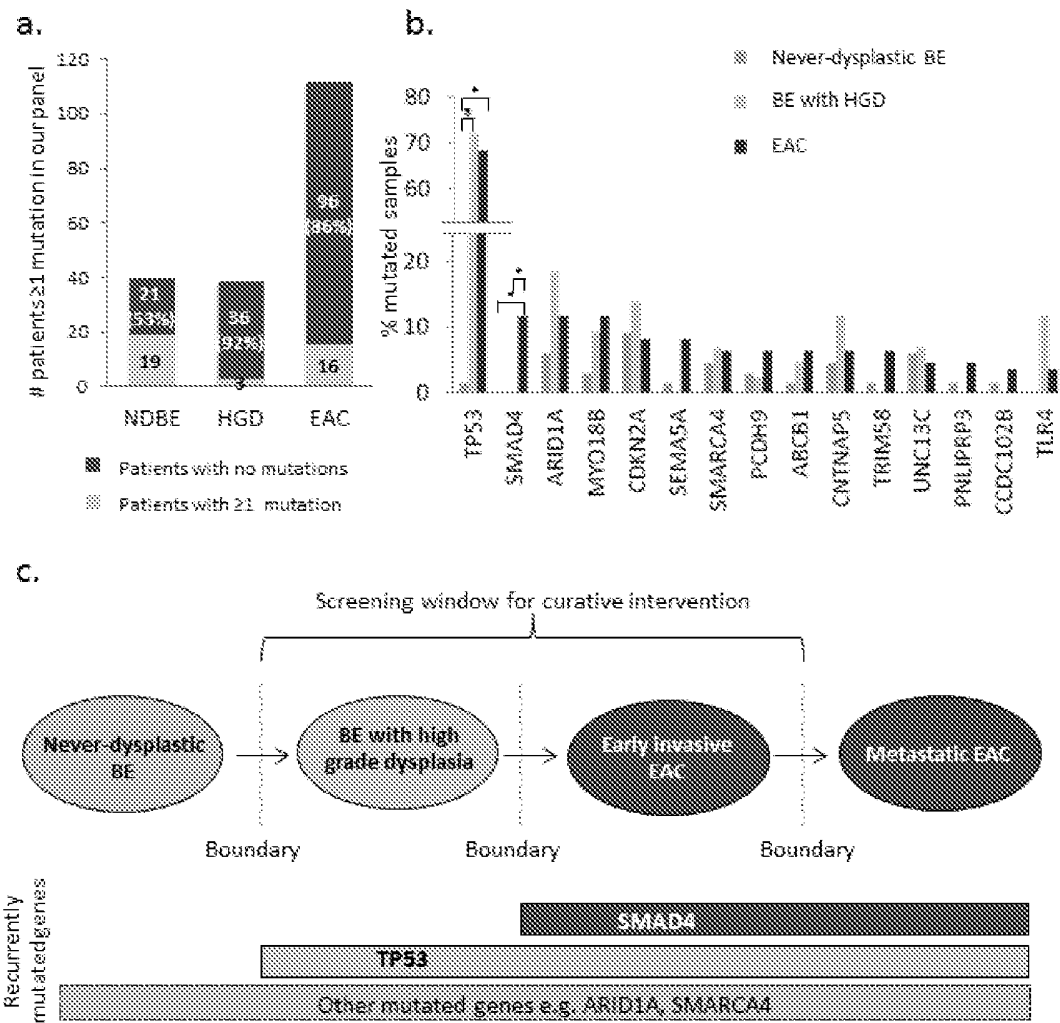 a.
# patients ≥1 mutation in our panel
120
100
80
60
40
20
0
21
(53%)
19
36
(92%)
3
96
(86%)
16
NDBE
HGD
EAC
Patients with no mutations
Patients with ≥1 mutation
b.
Never-dysplastic BE
BE with HGD
EAC
% mutated samples
80
70
60
20
10
0
*
*
*
*
TP53
SMAD4
ARID1A
MYO18B
CDKN2A
SEMA5A
SMARCA4
PCDH9
ABCB1
CNTNAP5
TRIM58
UNC13C
PNLIPRP3
CCDC102B
TLR4
c.
Screening window for curative intervention
Never-dysplastic
BE
BE with high
grade dysplasia
Early invasive
EAC
Metastatic EAC
Boundary
Boundary
Boundary
Recurrently
mutatedgenes
SMAD4
TP53
Other mutated genes e.g. ARID1A, SMARCA4